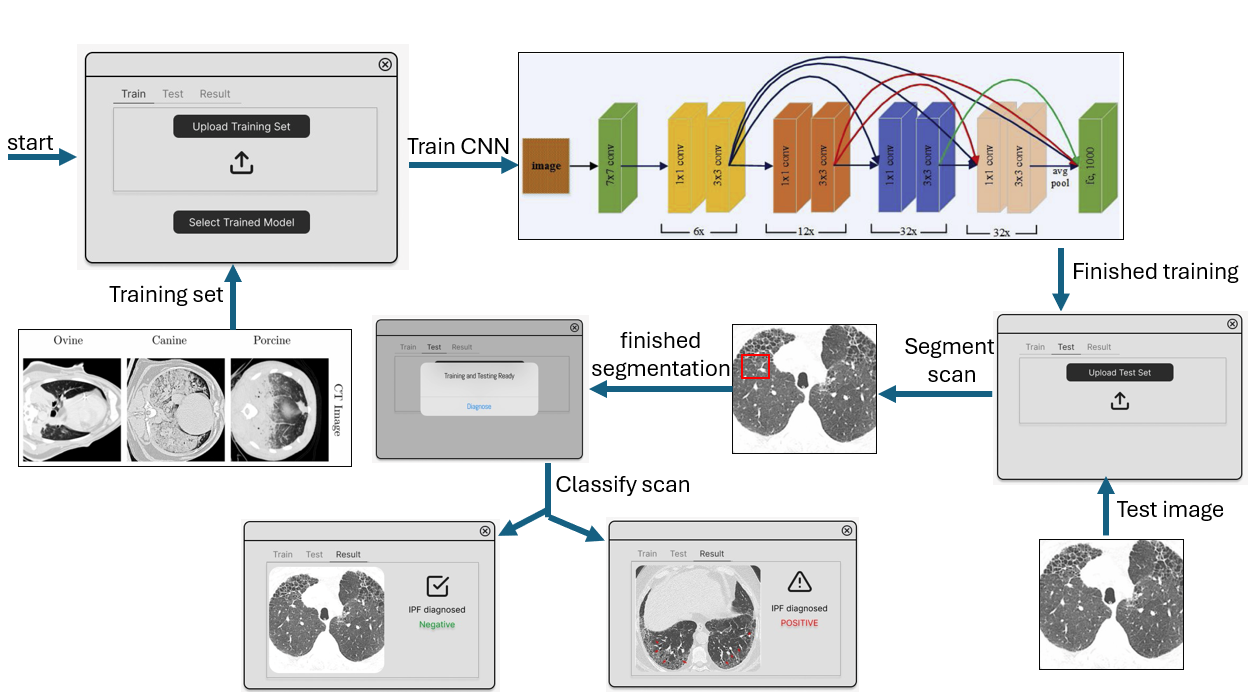 start
Train Test Result
Upload Training Set
Select Trained Model
Train CNN
image
7x7 conv
1x1 conv
3x3 conv
1x1 conv
3x3 conv
1x1 conv
3x3 conv
1x1 conv
3x3 conv
avg
pool
fc, 1000
6x
12x
32x
32x
Finished training
Training set
Ovine Canine Porcine
CT Image
Train Test Result
Training and Testing Ready
Diagnose
finished
segmentation
Segment
scan
Train Test Result
Upload Test Set
Test image
Classify scan
Train Test Result
IPF diagnosed
Negative
Train Test Result
IPF diagnosed
POSITIVE